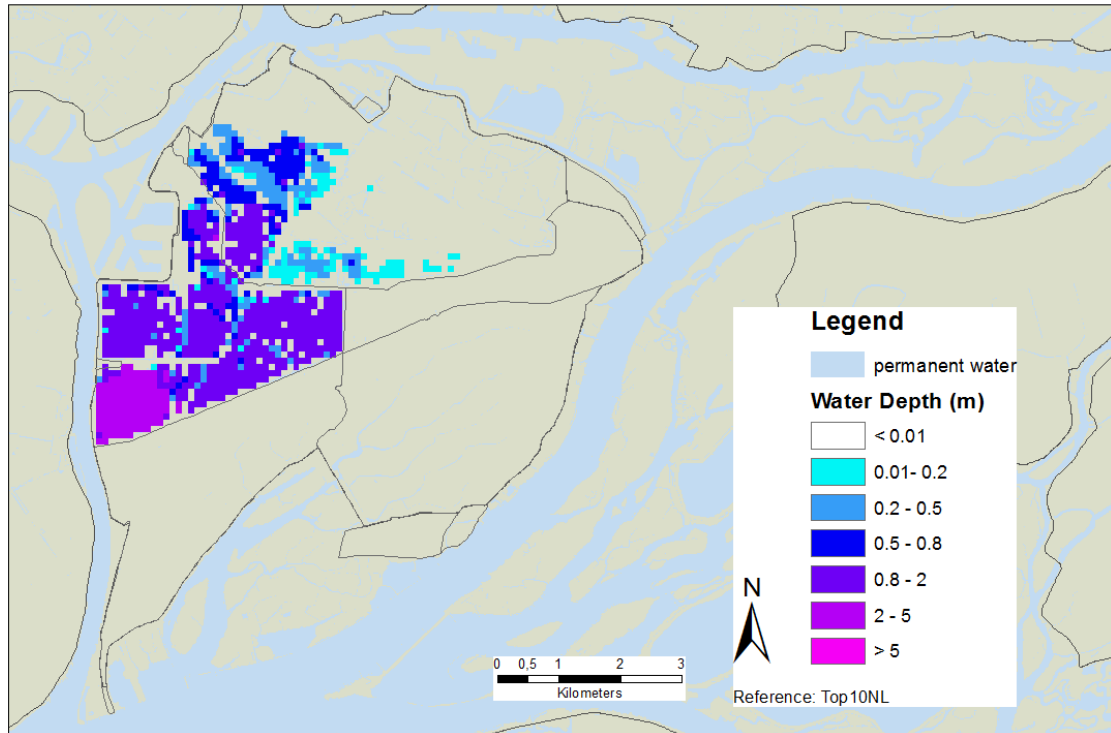 Legend
permanent water
Water Depth (m)
< 0.01
0.01- 0.2
0.2 - 0.5
0.5 - 0.8
0.8 - 2
2 - 5
> 5
N
0 0,5 1 2 3
Kilometers
Reference: Top10NL